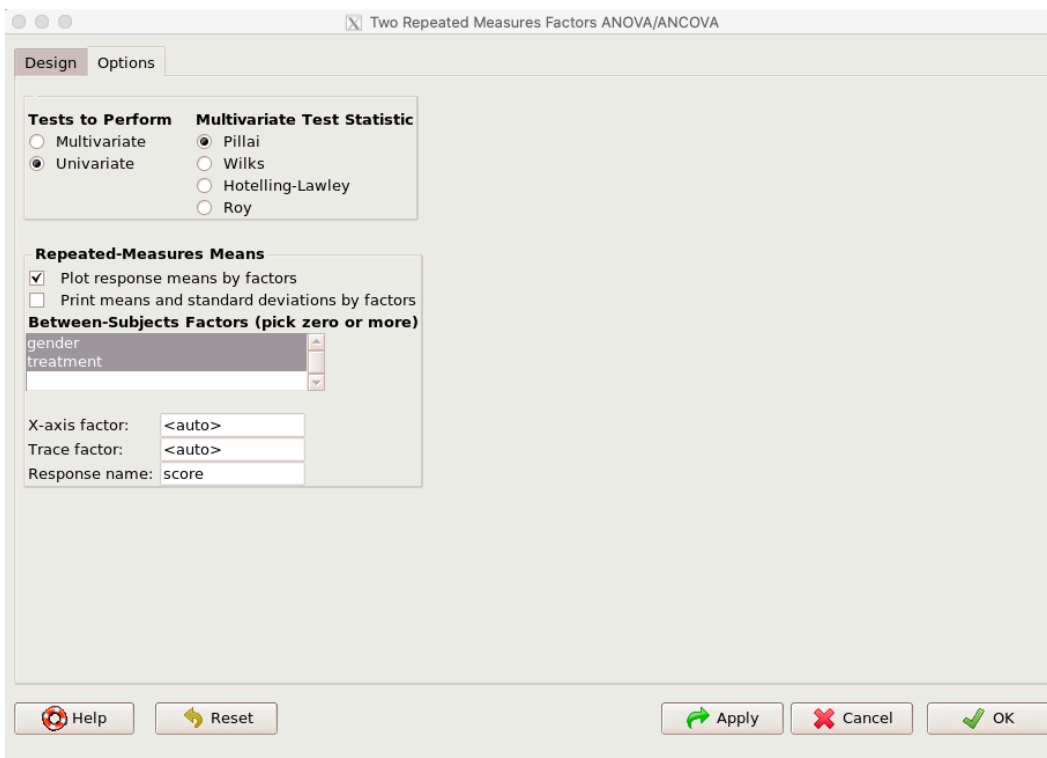 Two Repeated Measures Factors ANOVA/ANCOVA
Design Options
Tests to Perform Multivariate Test Statistic
Multivariate Pillai
Univariate Wilks
Hotelling-Lawley
Roy
Repeated-Measures Means
Plot response means by factors
Print means and standard deviations by factors
Between-Subjects Factors (pick zero or more)
gender
treatment
X-axis factor: <auto>
Trace factor: <auto>
Response name: score
Help Reset Apply Cancel OK